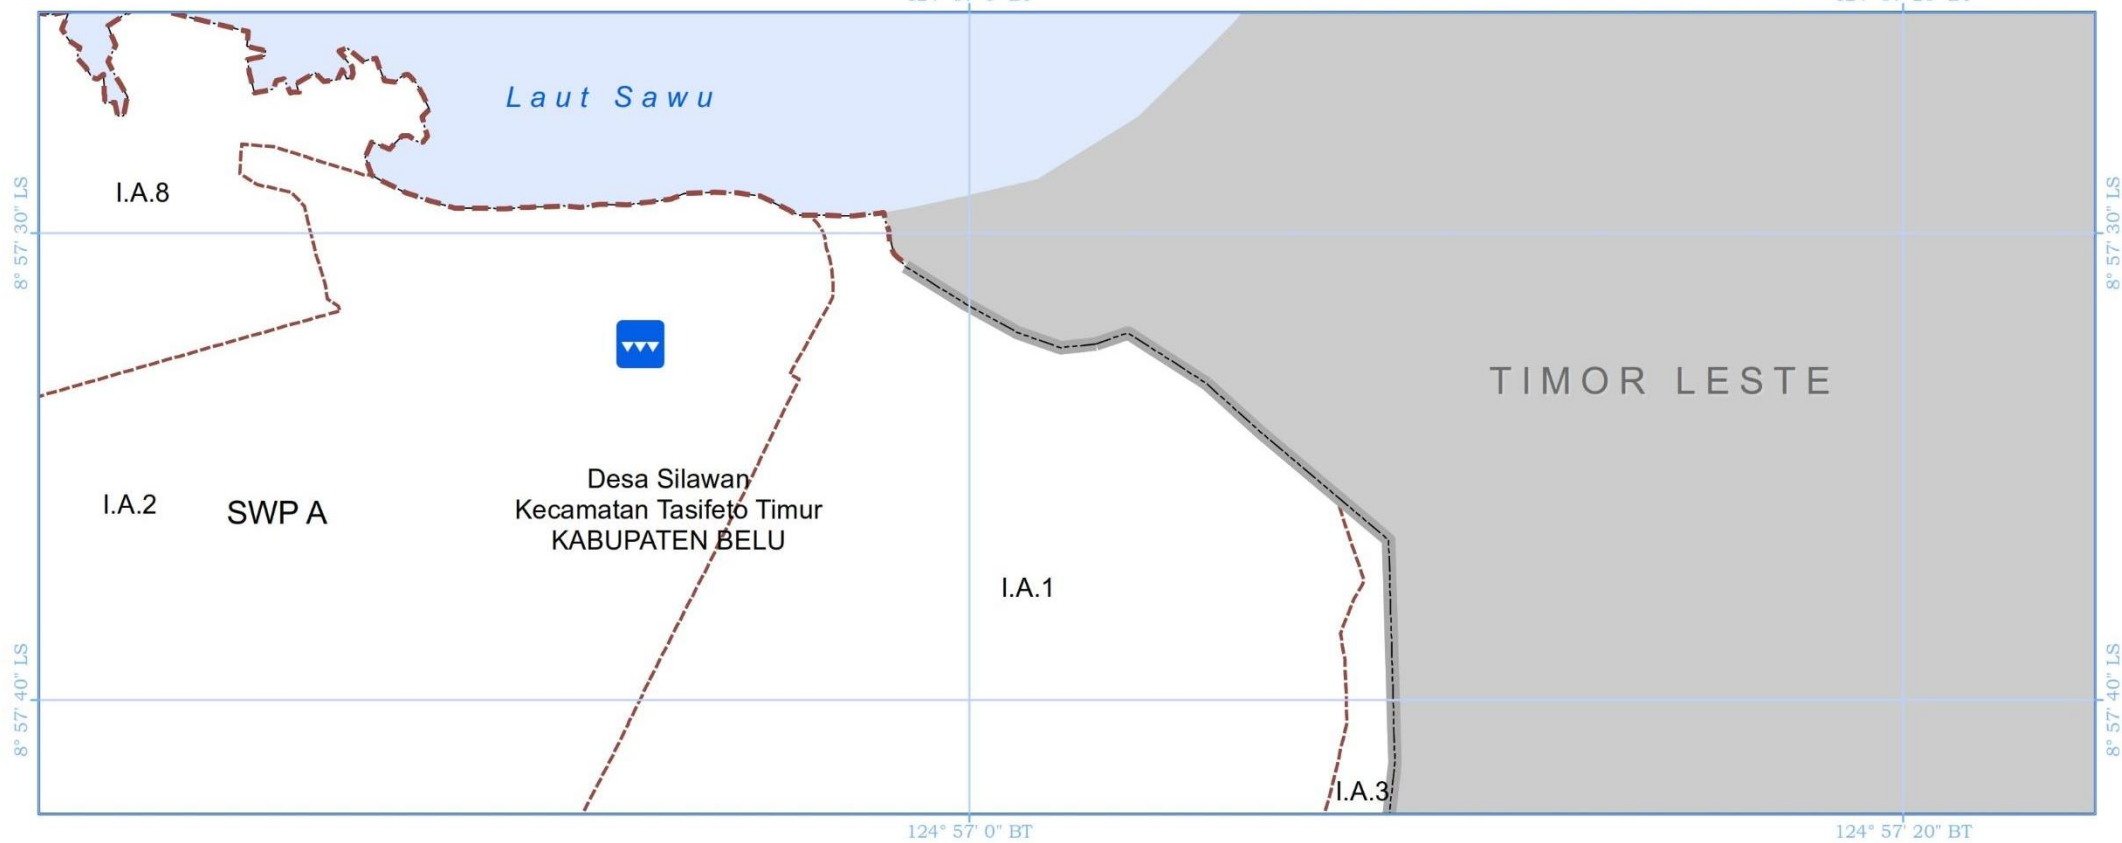 Laut Sawu
I.A.8
8° 57' 30" LS
8° 57' 30" LS
TIMOR LESTE
Desa Silawan
Kecamatan Tasifeto Timur
KABUPATEN BELU
I.A.2
SWP A
I.A.1
8° 57' 40" LS
8° 57' 40" LS
I.A.3
124° 57' 0" BT
124° 57' 20" BT